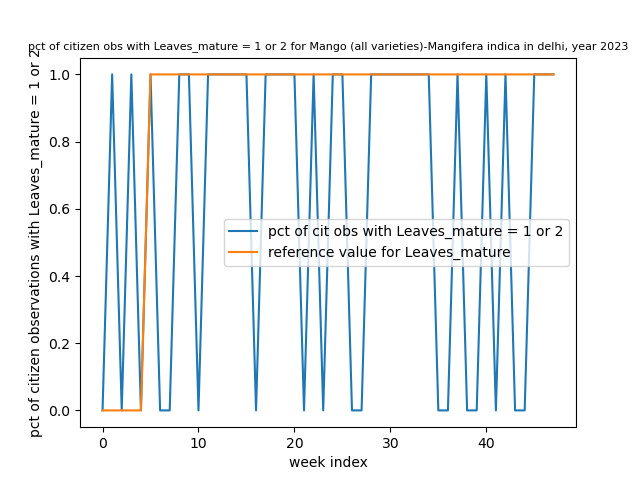 pct of citizen obs with Leaves_mature = 1 or 2 for Mango (all varieties)-Mangifera indica in delhi, year 2023
pct of citizen observations with Leaves_mature = 1 or 2
1.0
0.8
0.6
0.4
0.2
0.0
pct of cit obs with Leaves_mature = 1 or 2
reference value for Leaves_mature
0 10 20 30 40
week index